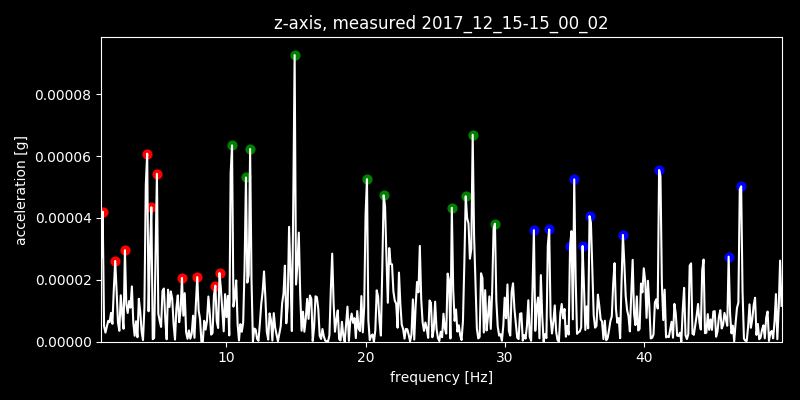 z-axis, measured 2017_12_15-15_00_02
0.00008
0.00006
0.00004
0.00002
0.00000
acceleration [g]
10 20 30 40
frequency [Hz]